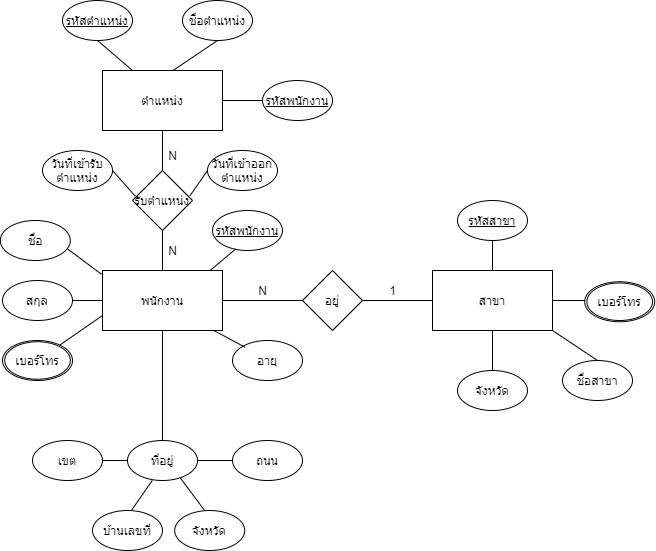 รหัสตำแหน่ง
ชื่อตำแหน่ง
ตำแหน่ง
รหัสพนักงาน
N
วันที่เข้ารับ
ตำแหน่ง
วันที่เข้าออก
ตำแหน่ง
รับตำแหน่ง
รหัสพนักงาน
รหัสสาขา
ชื่อ
N
พนักงาน
N
อยู่
1
สาขา
เบอร์โทร
สกุล
เบอร์โทร
อายุ
จังหวัด
ชื่อสาขา
เขต
ที่อยู่
ถนน
บ้านเลขที่
จังหวัด